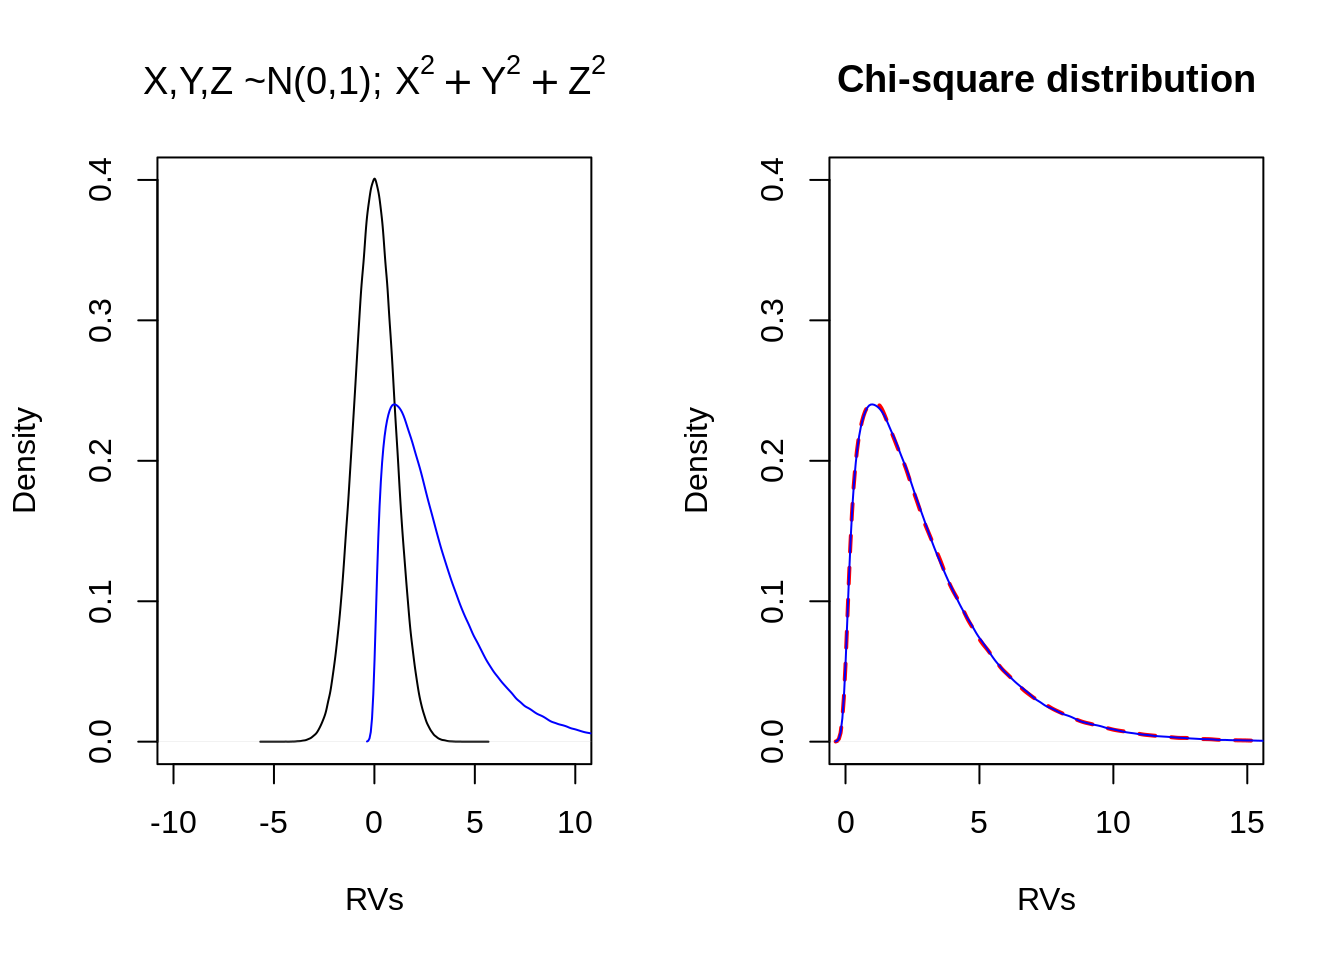 X,Y,Z ~N(0,1); X² + Y² + Z²
Density
0.4
0.3
0.2
0.1
0.0
-10 -5 0 5 10
RVs
Chi-square distribution
Density
0.4
0.3
0.2
0.1
0.0
0 5 10 15
RVs